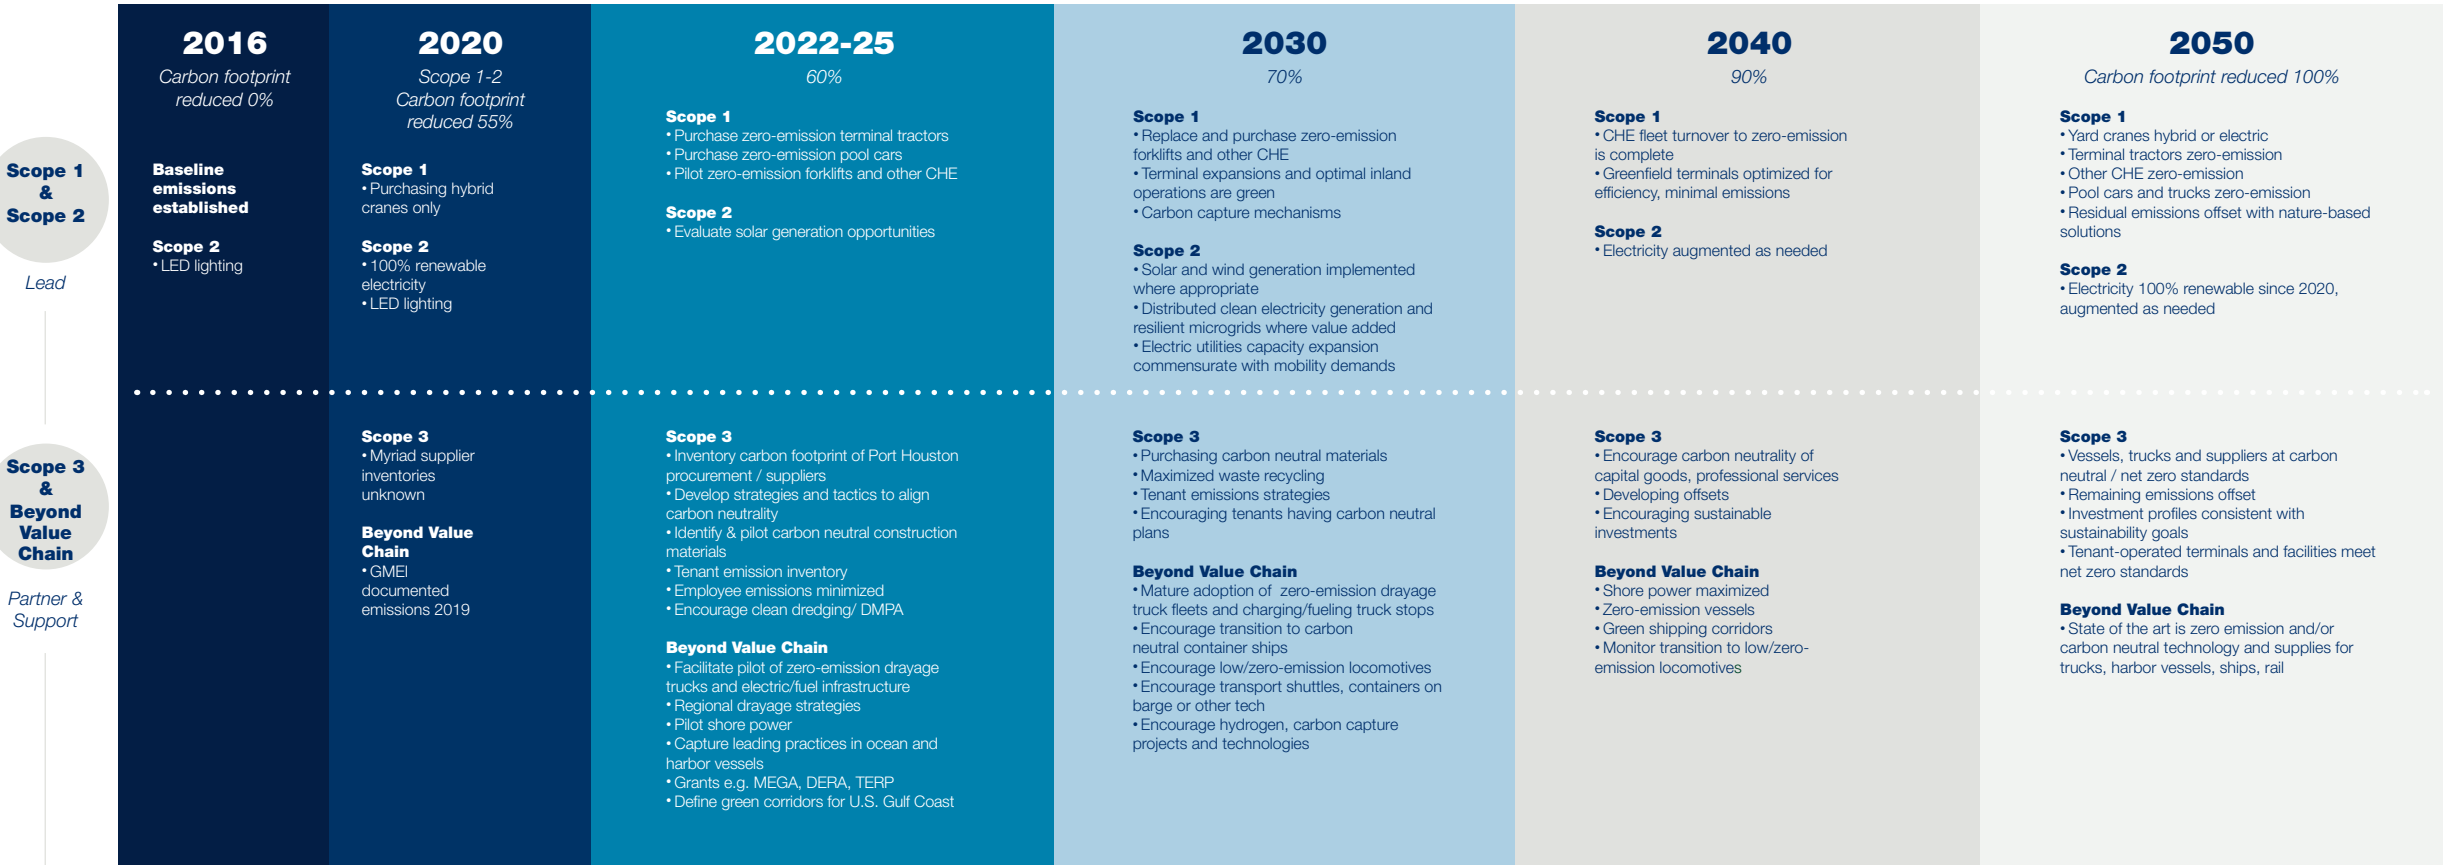 Scope 1
&
Scope 2
Lead
Scope 3
&
Beyond
Value
Chain
Partner &
Support
2016
Carbon footprint
reduced 0%
Baseline
emissions
established
Scope 2
• LED lighting
2020
Scope 1-2
Carbon footprint
reduced 55%
Scope 1
• Purchasing hybrid
cranes only
Scope 2
• 100% renewable
electricity
• LED lighting
Scope 3
• Myriad supplier
inventories
unknown
Beyond Value
Chain
• GMEI
documented
emissions 2019
2022-25
60%
Scope 1
• Purchase zero-emission terminal tractors
• Purchase zero-emission pool cars
• Pilot zero-emission forklifts and other CHE
Scope 2
• Evaluate solar generation opportunities
Scope 3
• Inventory carbon footprint of Port Houston
procurement / suppliers
• Develop strategies and tactics to align
carbon neutrality
• Identify & pilot carbon neutral construction
materials
• Tenant emission inventory
• Employee emissions minimized
• Encourage clean dredging/ DMPA
Beyond Value Chain
• Facilitate pilot of zero-emission drayage
trucks and electric/fuel infrastructure
• Regional drayage strategies
• Pilot shore power
• Capture leading practices in ocean and
harbor vessels
• Grants e.g. MEGA, DERA, TERP
• Define green corridors for U.S. Gulf Coast
2030
70%
Scope 1
• Replace and purchase zero-emission
forklifts and other CHE
• Terminal expansions and optimal inland
operations are green
• Carbon capture mechanisms
Scope 2
• Solar and wind generation implemented
where appropriate
• Distributed clean electricity generation and
resilient microgrids where value added
• Electric utilities capacity expansion
commensurate with mobility demands
Scope 3
• Purchasing carbon neutral materials
• Maximized waste recycling
• Tenant emissions strategies
• Encouraging tenants having carbon neutral
plans
Beyond Value Chain
• Mature adoption of zero-emission drayage
truck fleets and charging/fueling truck stops
• Encourage transition to carbon
neutral container ships
• Encourage low/zero-emission locomotives
• Encourage transport shuttles, containers on
barge or other tech
• Encourage hydrogen, carbon capture
projects and technologies
2040
90%
Scope 1
• CHE fleet turnover to zero-emission
is complete
• Greenfield terminals optimized for
efficiency, minimal emissions
Scope 2
• Electricity augmented as needed
Scope 3
• Encourage carbon neutrality of
capital goods, professional services
• Developing offsets
• Encouraging sustainable
investments
Beyond Value Chain
• Shore power maximized
• Zero-emission vessels
• Green shipping corridors
• Monitor transition to low/zero-
emission locomotives
2050
Carbon footprint reduced 100%
Scope 1
• Yard cranes hybrid or electric
• Terminal tractors zero-emission
• Other CHE zero-emission
• Pool cars and trucks zero-emission
• Residual emissions offset with nature-based
solutions
Scope 2
• Electricity 100% renewable since 2020,
augmented as needed
Scope 3
• Vessels, trucks and suppliers at carbon
neutral / net zero standards
• Remaining emissions offset
• Investment profiles consistent with
sustainability goals
• Tenant-operated terminals and facilities meet
net zero standards
Beyond Value Chain
• State of the art is zero emission and/or
carbon neutral technology and supplies for
trucks, harbor vessels, ships, rail